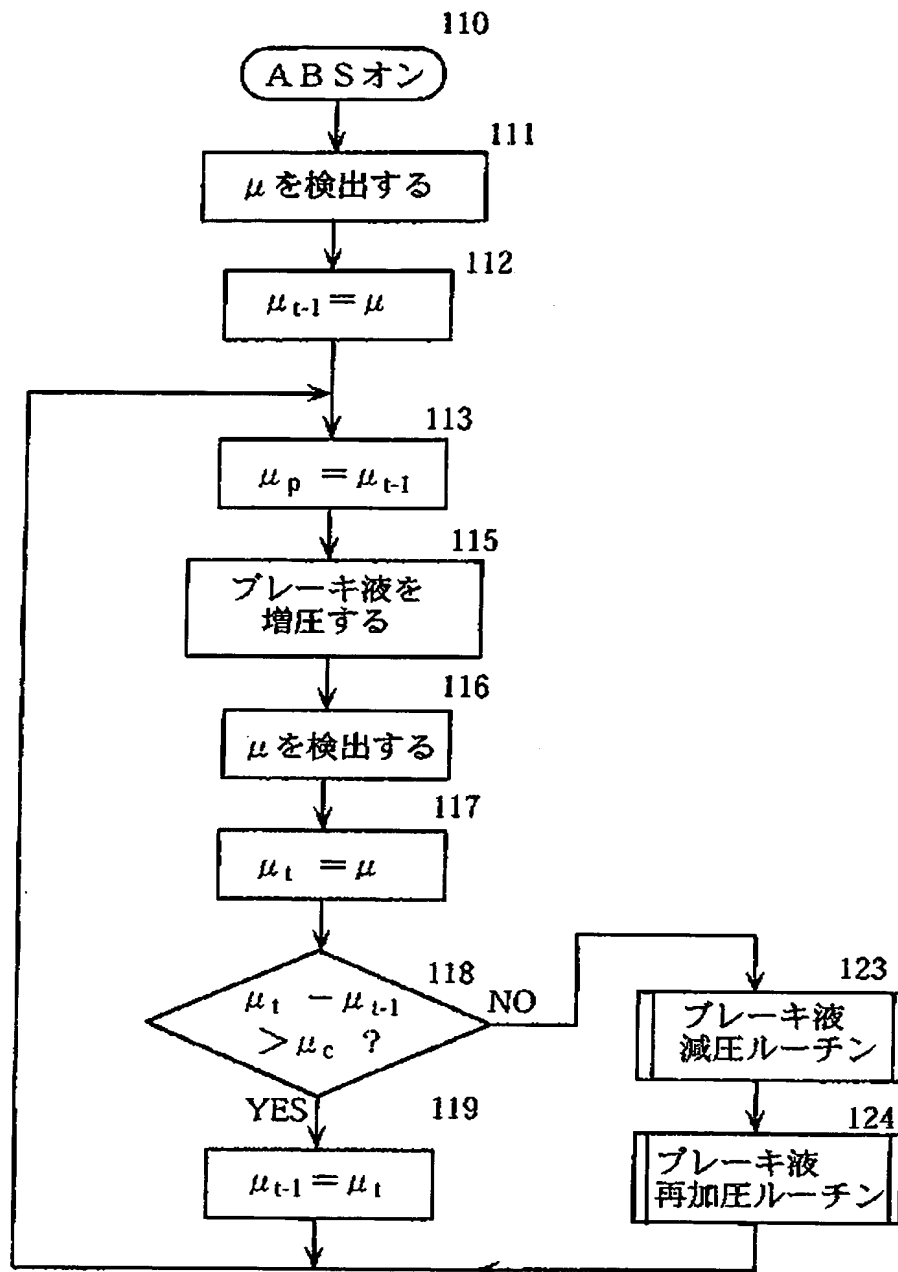 110
ABSオン
111
μを検出する
112
μt-1=μ
113
μp =μt-1
115
ブレーキ液を
増圧する
116
μを検出する
117
μt =μ
118
μt -μt-1
>μc ?
NO
YES
119
μt-1=μt
123
ブレーキ液
減圧ルーチン
124
ブレーキ液
再加圧ルーチン